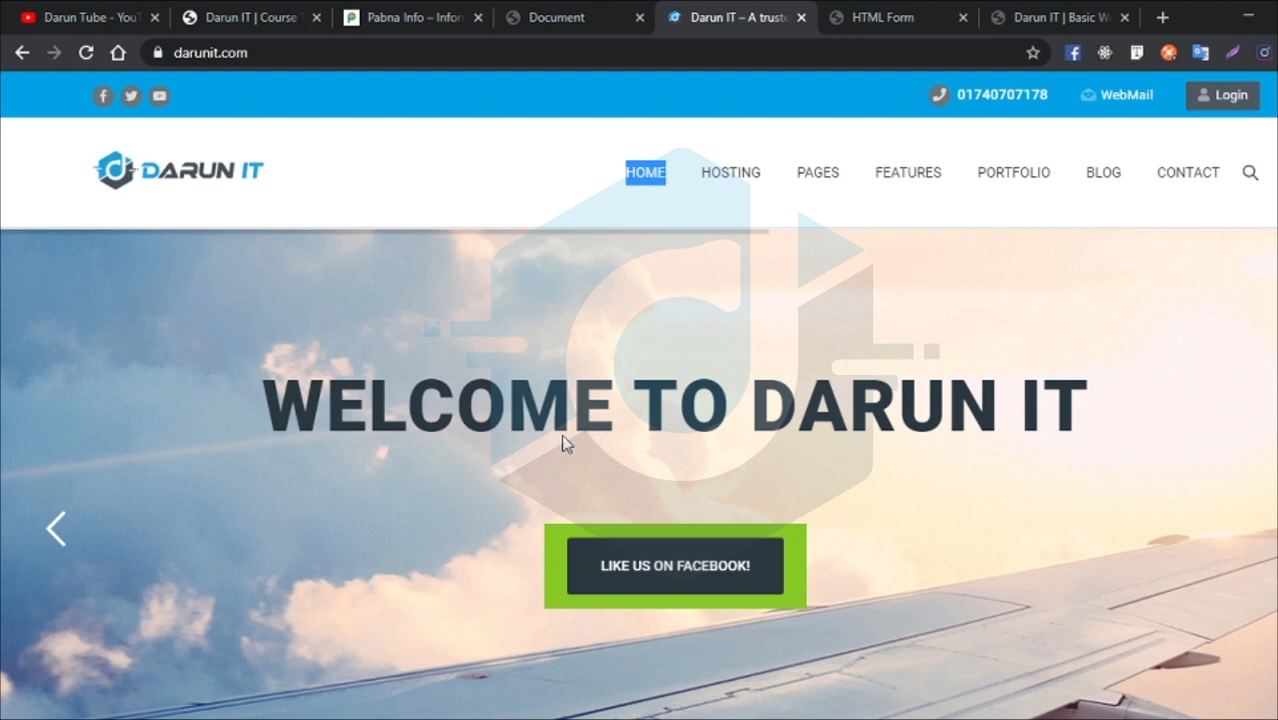 Darun Tube - YouT
Darun IT | Course T
Pabna Info – Infor
Document
Darun IT – A truste
HTML Form
Darun IT | Basic W
darunit.com
01740707178
WebMail
Login
DARUN IT
HOME
HOSTING
PAGES
FEATURES
PORTFOLIO
BLOG
CONTACT
WELCOME TO DARUN IT
LIKE US ON FACEBOOK!